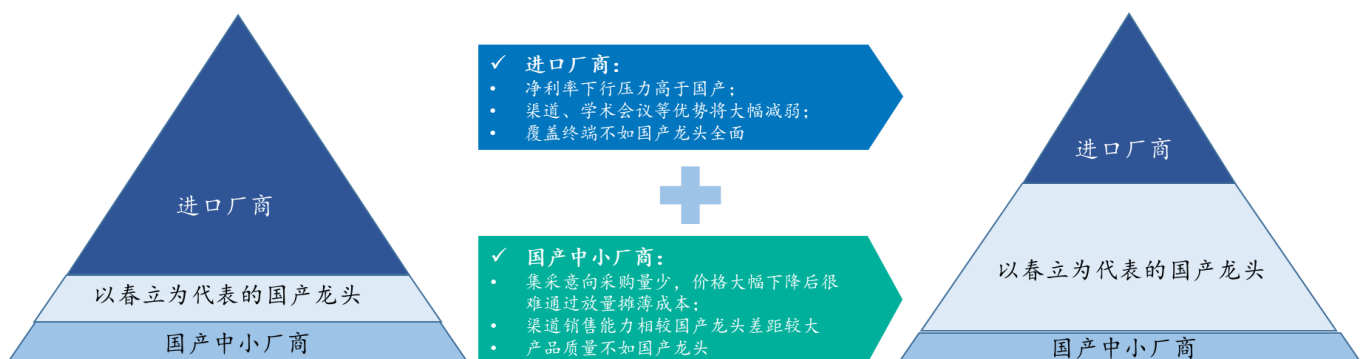 进口厂商
以春立为代表的国产龙头
国产中小厂商
✓ 进口厂商：
• 净利率下行压力高于国产；
• 渠道、学术会议等优势将大幅减弱；
• 覆盖终端不如国产龙头全面
✓ 国产中小厂商：
• 集采意向采购量少，价格大幅下降后很
难通过放量摊薄成本；
• 渠道销售能力相较国产龙头差距较大
• 产品质量不如国产龙头
进口厂商
以春立为代表的国产龙头
国产中小厂商